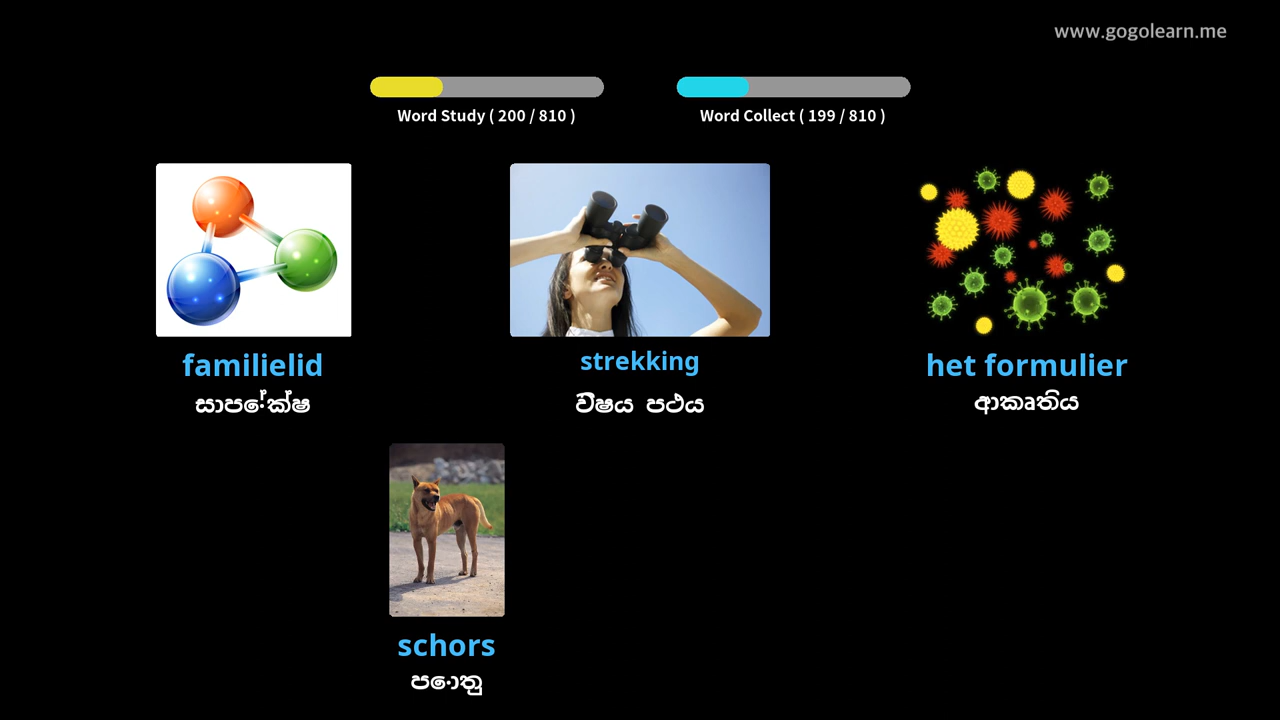 www.gogolearn.me
Word Study ( 200 / 810 )
Word Collect ( 199 / 810 )
familielid
සාපේක්ෂ
strekking
විෂය පථය
het formulier
ආකෘතිය
schors
පොතු